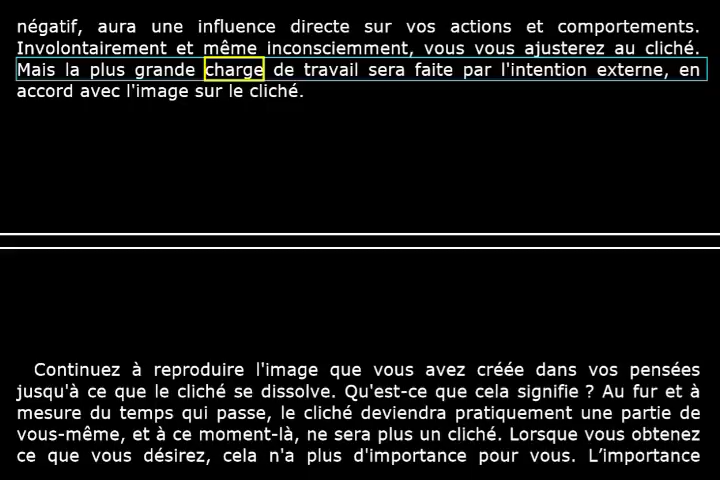 négatif, aura une influence directe sur vos actions et comportements.
Involontairement et même inconsciemment, vous vous ajusterez au cliché.
Mais la plus grande charge de travail sera faite par l'intention externe, en
accord avec l'image sur le cliché.
Continuez à reproduire l'image que vous avez créée dans vos pensées
jusqu'à ce que le cliché se dissolve. Qu'est-ce que cela signifie ? Au fur et à
mesure du temps qui passe, le cliché deviendra pratiquement une partie de
vous-même, et à ce moment-là, ne sera plus un cliché. Lorsque vous obtenez
ce que vous désirez, cela n'a plus d'importance pour vous. L’importance